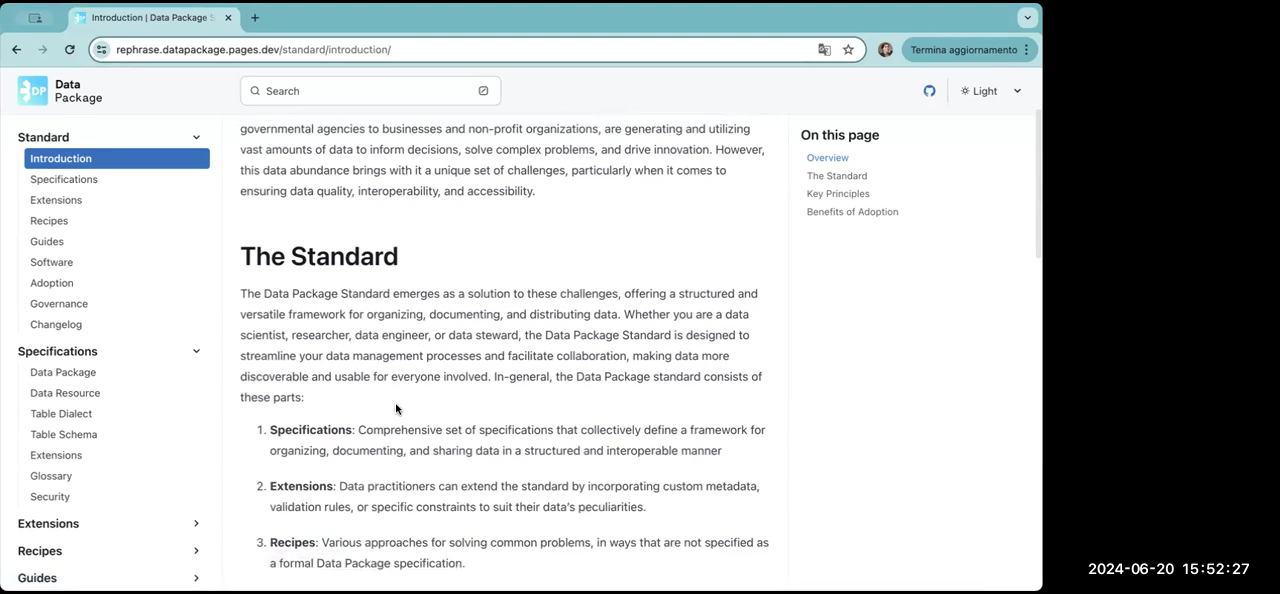 Introduction | Data Package S
rephrase.datapackage.pages.dev/standard/introduction/
Termina aggiornamento
DP
Data
Package
Search
Light
Standard
Introduction
Specifications
Extensions
Recipes
Guides
Software
Adoption
Governance
Changelog
Specifications
Data Package
Data Resource
Table Dialect
Table Schema
Extensions
Glossary
Security
Extensions
Recipes
Guides
governmental agencies to businesses and non-profit organizations, are generating and utilizing
vast amounts of data to inform decisions, solve complex problems, and drive innovation. However,
this data abundance brings with it a unique set of challenges, particularly when it comes to
ensuring data quality, interoperability, and accessibility.
The Standard
The Data Package Standard emerges as a solution to these challenges, offering a structured and
versatile framework for organizing, documenting, and distributing data. Whether you are a data
scientist, researcher, data engineer, or data steward, the Data Package Standard is designed to
streamline your data management processes and facilitate collaboration, making data more
discoverable and usable for everyone involved. In-general, the Data Package standard consists of
these parts:
1. Specifications: Comprehensive set of specifications that collectively define a framework for
organizing, documenting, and sharing data in a structured and interoperable manner
2. Extensions: Data practitioners can extend the standard by incorporating custom metadata,
validation rules, or specific constraints to suit their data's peculiarities.
3. Recipes: Various approaches for solving common problems, in ways that are not specified as
a formal Data Package specification.
On this page
Overview
The Standard
Key Principles
Benefits of Adoption
2024-06-20 15:52:27